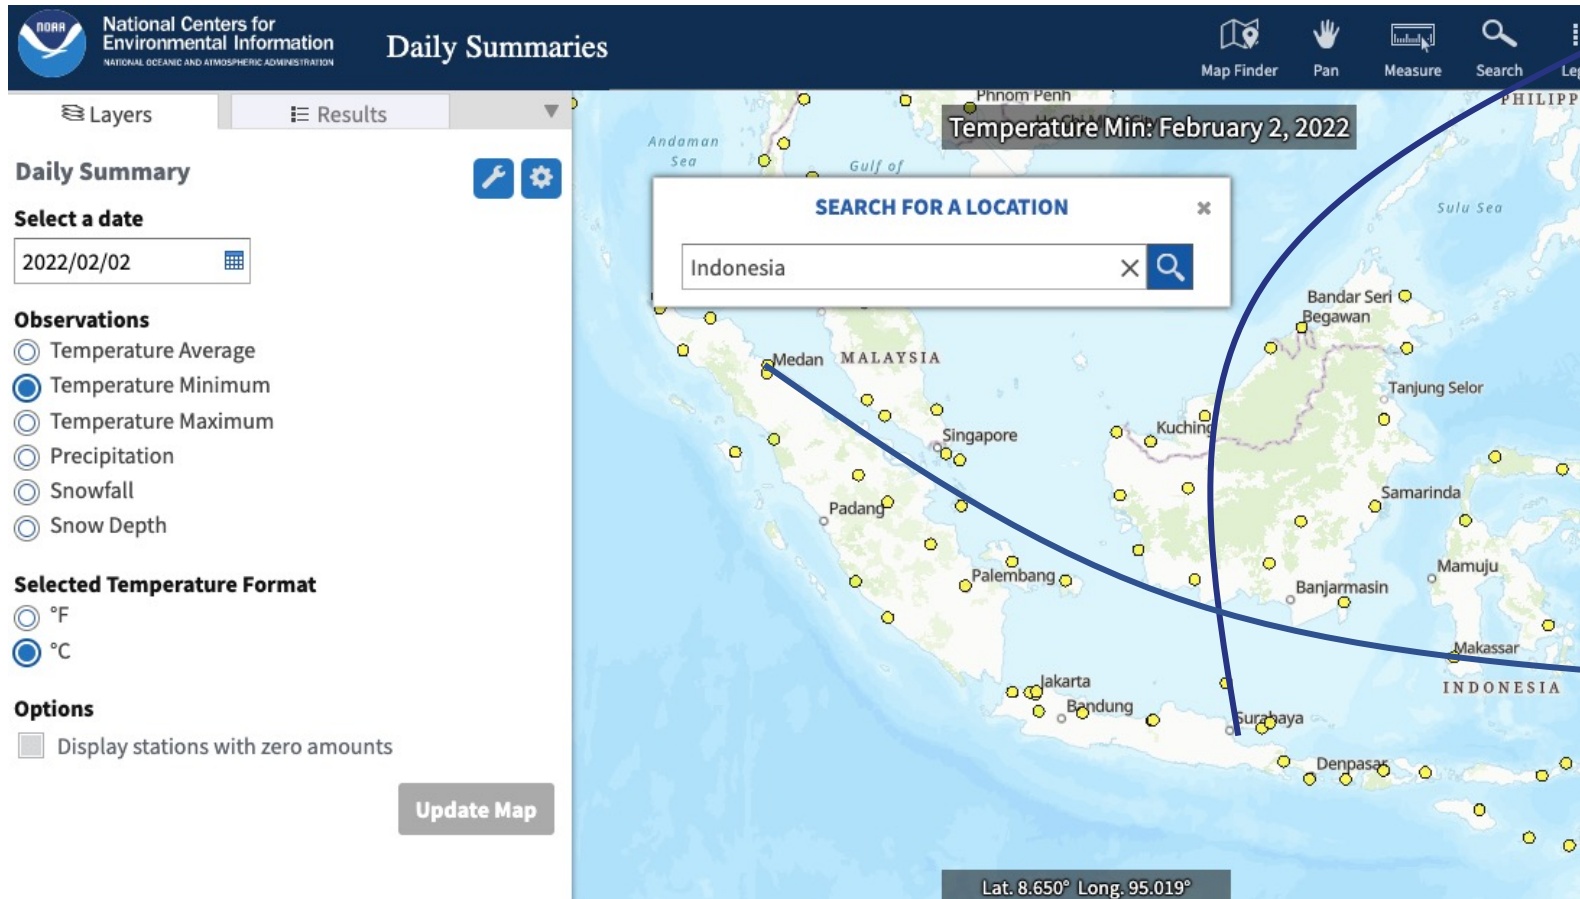 NOAA
National Centers for
Environmental Information
NATIONAL OCEANIC AND ATMOSPHERIC ADMINISTRATION
Daily Summaries
Map Finder
Pan
Measure
Search
Layers
Results
Daily Summary
Select a date
2022/02/02
Observations
Temperature Average
Temperature Minimum
Temperature Maximum
Precipitation
Snowfall
Snow Depth
Selected Temperature Format
°F
°C
Options
Display stations with zero amounts
Update Map
Phnom Penh
Temperature Min: February 2, 2022
Andaman
Sea
Gulf of
SEARCH FOR A LOCATION
Indonesia
Sulu Sea
Bandar Seri
Begawan
Medan
MALAYSIA
Tanjung Selor
Kuching
Singapore
Samarinda
Padang
Mamuju
Palembang
Banjarmasin
Makassar
INDONESIA
Jakarta
Bandung
Surabaya
Denpasar
Lat. 8.650° Long. 95.019°